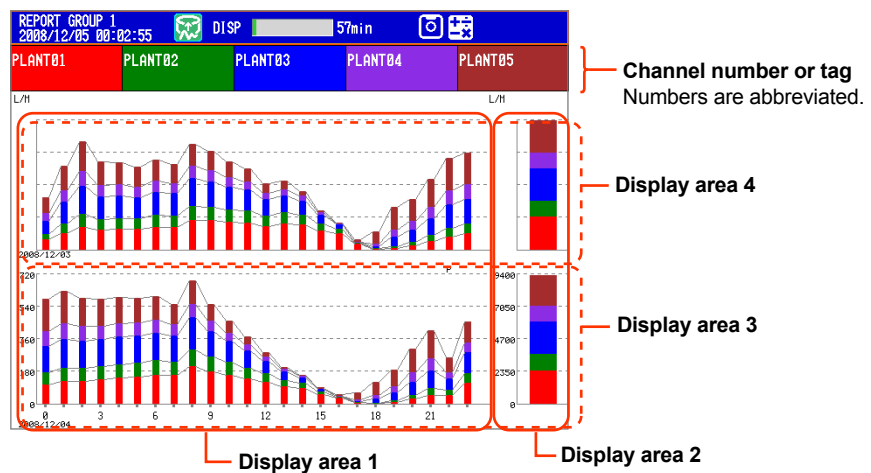 REPORT GROUP 1
2008/12/05 00:02:55
DISP
57min
PLANT01 PLANT02 PLANT03 PLANT04 PLANT05
Channel number or tag
Numbers are abbreviated.
L/M L/M
Display area 4
2008/12/03
P
720 9400
540 7050
Display area 3
360 4700
180 2350
0 0
0 3 6 9 12 15 18 21
2008/12/04
Display area 1
Display area 2